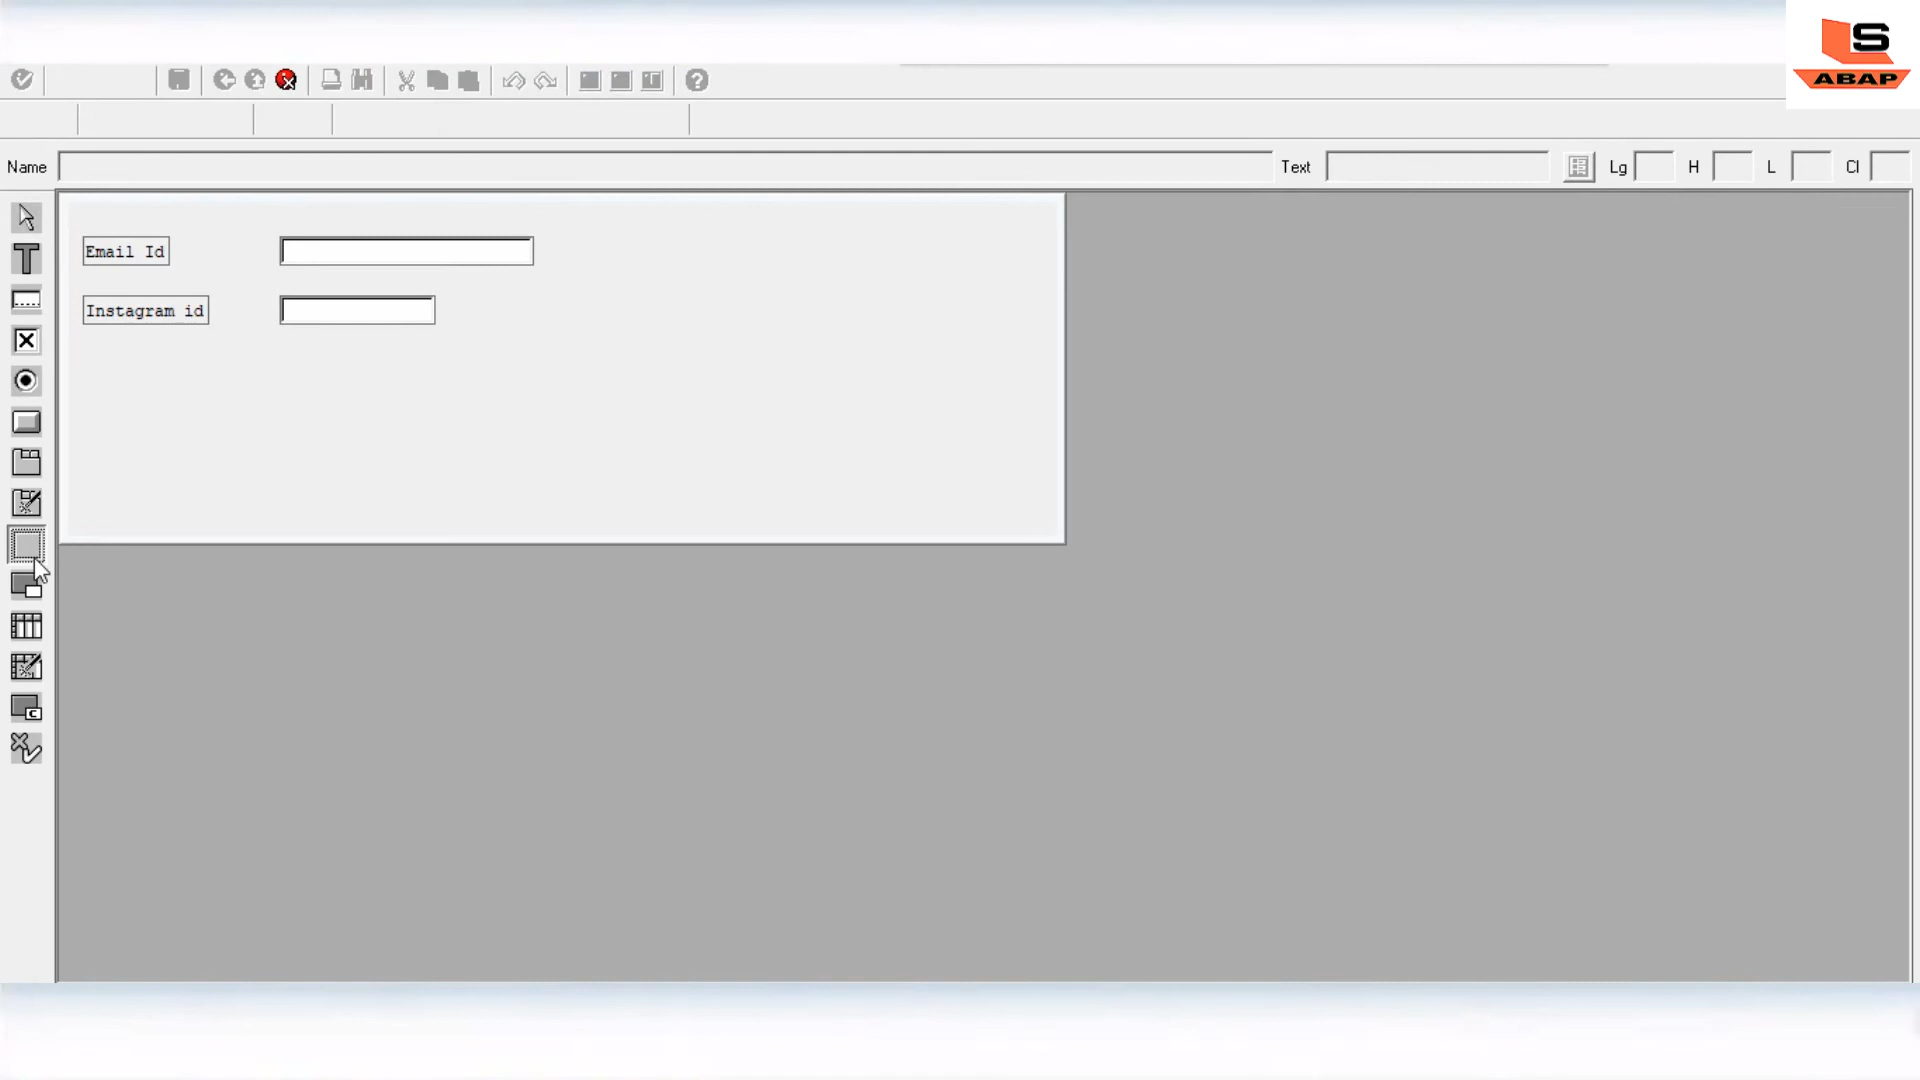 S
ABAP
Name
Text
Lg
H
L
Cl
Email Id
Instagram id